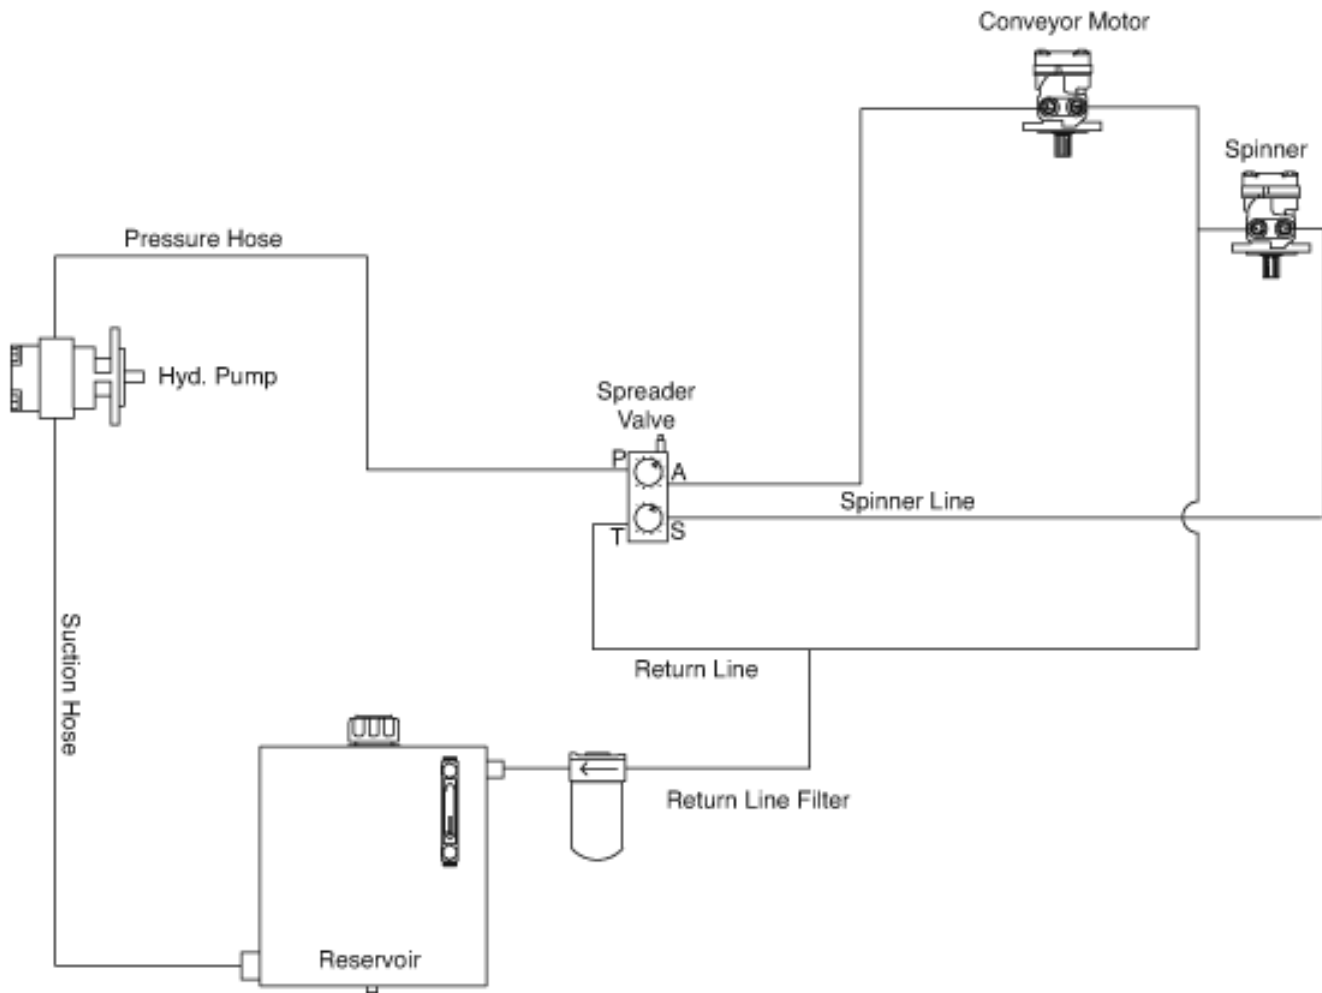 Conveyor Motor
Spinner
Pressure Hose
Hyd. Pump
Spreader
Valve
P
A
Spinner Line
T
S
Suction Hose
Return Line
Return Line Filter
Reservoir